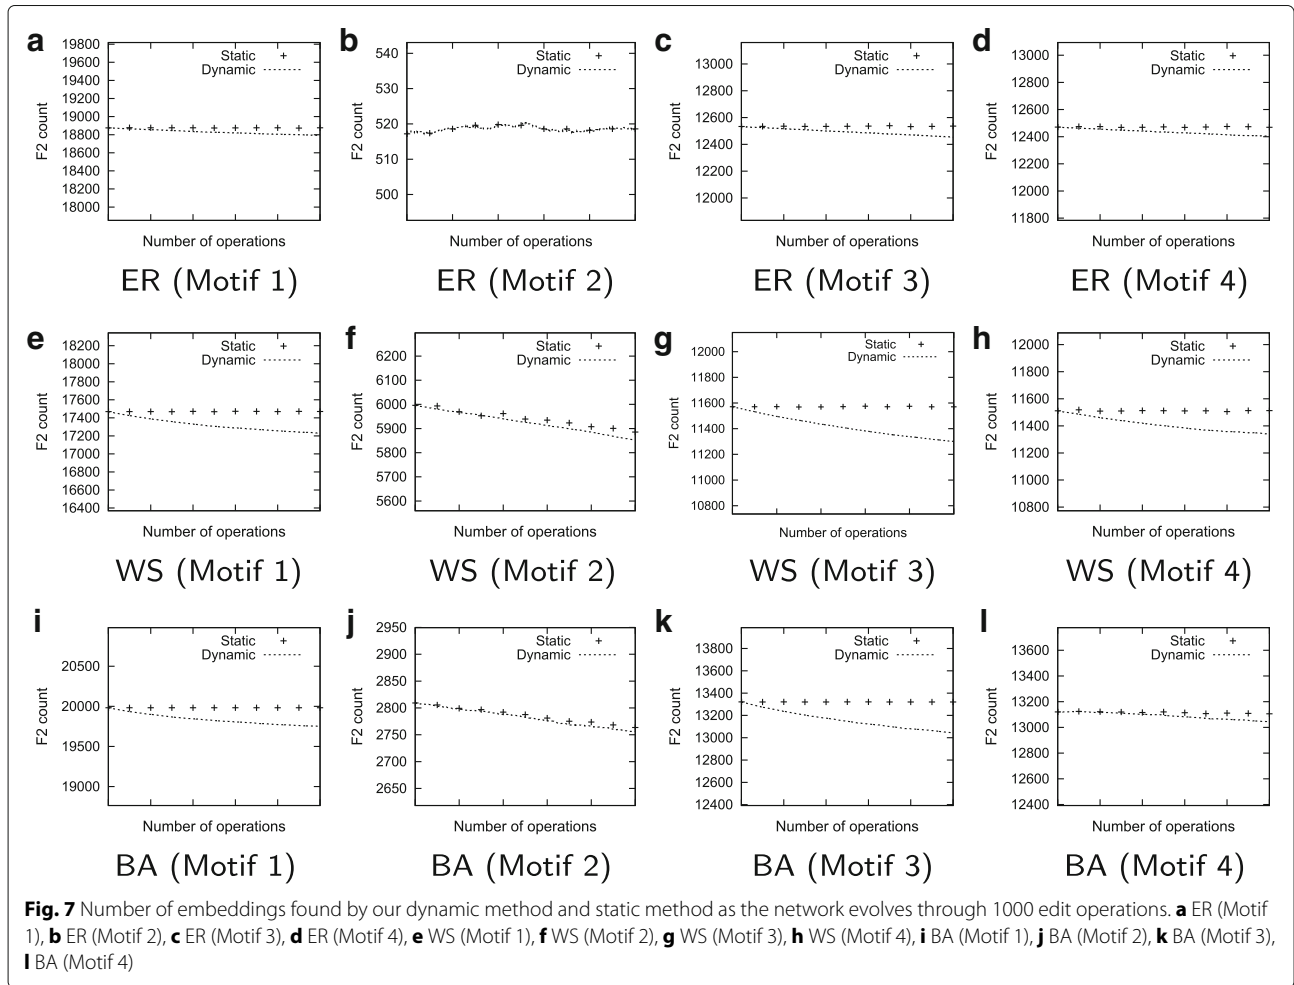 a
19800
19600
19400
19200
19000
18800
18600
18400
18200
18000
F2 count
Static
Dynamic
Number of operations
ER (Motif 1)
b
540
530
520
510
500
F2 count
Static
Dynamic
Number of operations
ER (Motif 2)
c
13000
12800
12600
12400
12200
12000
F2 count
Static
Dynamic
Number of operations
ER (Motif 3)
d
13000
12800
12600
12400
12200
12000
11800
F2 count
Static
Dynamic
Number of operations
ER (Motif 4)
e
18200
18000
17800
17600
17400
17200
17000
16800
16600
16400
F2 count
Static
Dynamic
Number of operations
WS (Motif 1)
f
6200
6100
6000
5900
5800
5700
5600
F2 count
Static
Dynamic
Number of operations
WS (Motif 2)
g
12000
11800
11600
11400
11200
11000
10800
F2 count
Static
Dynamic
Number of operations
WS (Motif 3)
h
12000
11800
11600
11400
11200
11000
10800
F2 count
Static
Dynamic
Number of operations
WS (Motif 4)
i
20500
20000
19500
19000
F2 count
Static
Dynamic
Number of operations
BA (Motif 1)
j
2950
2900
2850
2800
2750
2700
2650
F2 count
Static
Dynamic
Number of operations
BA (Motif 2)
k
13800
13600
13400
13200
13000
12800
12600
12400
F2 count
Static
Dynamic
Number of operations
BA (Motif 3)
l
13600
13400
13200
13000
12800
12600
12400
F2 count
Static
Dynamic
Number of operations
BA (Motif 4)
Fig. 7 Number of embeddings found by our dynamic method and static method as the network evolves through 1000 edit operations. a ER (Motif
1), b ER (Motif 2), c ER (Motif 3), d ER (Motif 4), e WS (Motif 1), f WS (Motif 2), g WS (Motif 3), h WS (Motif 4), i BA (Motif 1), j BA (Motif 2), k BA (Motif 3),
l BA (Motif 4)